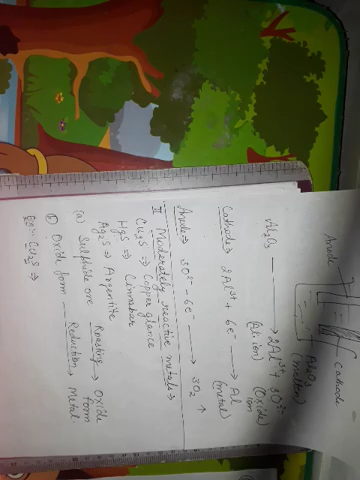 Anode
Cathode
Al₂O₃
(molten)
Al₂O₃ ⟶ 2Al³⁺ + 3O²⁻
(Al ion) (Oxide ion)
Cathode⇒ 2Al³⁺ + 6e⁻ ⟶ Al
(metal)
Anode⇒ 3O²⁻ - 6e⁻ ⟶ 3O₂ ↑
II Moderately reactive metals⇒
Cu₂S ⇒ Copper glance
HgS ⇒ Cinnabar
Ag₂S ⇒ Argentite
(a) Sulphide ore Roasting⟶ Oxide form
(b) Oxide form Reduction⟶ Metal
Ex:- Cu₂S ⇒